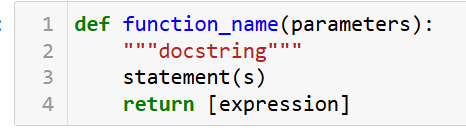 1 def function_name(parameters):
2     """docstring"""
3     statement(s)
4     return [expression]